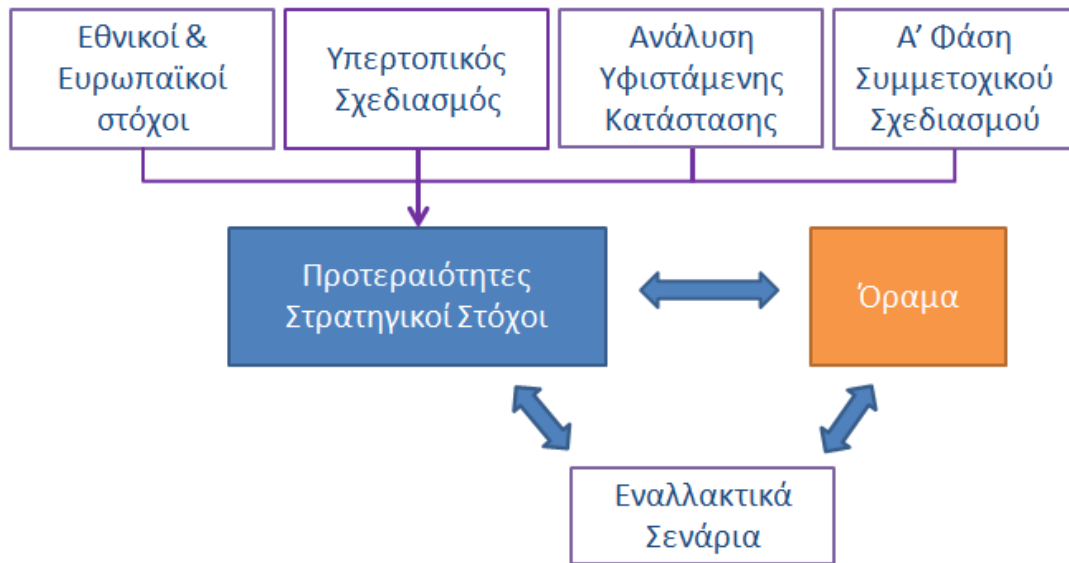 Εθνικοί &
Ευρωπαϊκοί
στόχοι
Υπερτοπικός
Σχεδιασμός
Ανάλυση
Υφιστάμενης
Κατάστασης
Α’ Φάση
Συμμετοχικού
Σχεδιασμού
Προτεραιότητες
Στρατηγικοί Στόχοι
Όραμα
Εναλλακτικά
Σενάρια